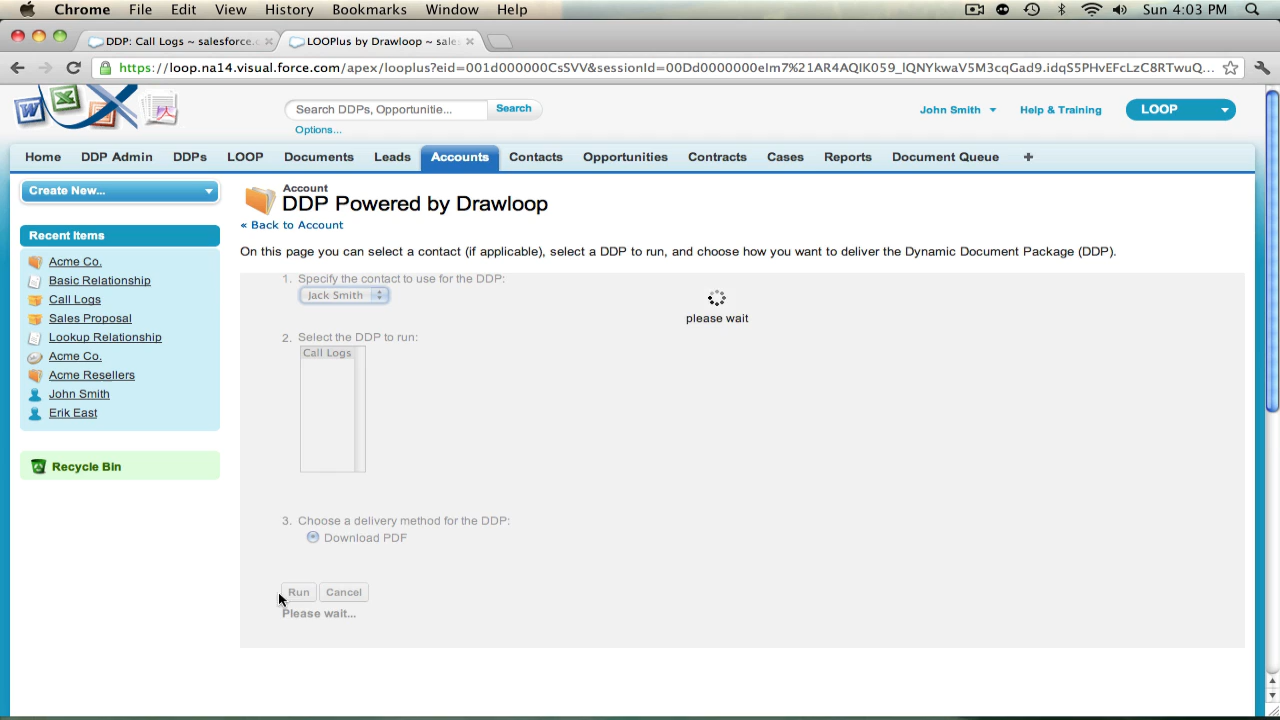 Chrome File Edit View History Bookmarks Window Help Sun 4:03 PM
DDP: Call Logs ~ salesforce.c LOOPlus by Drawloop ~ sale
https://loop.na14.visual.force.com/apex/looplus?eid=001d000000CsSVV&sessionId=00Dd0000000eIm7%21AR4AQIK059_lQNYkwaV5M3cqGad9.idqS5PHvEFcLzC8RTwuQ...
Search DDPs, Opportunitie... Search John Smith Help & Training LOOP
Options...
Home DDP Admin DDPs LOOP Documents Leads Accounts Contacts Opportunities Contracts Cases Reports Document Queue +
Create New...
Recent Items
Acme Co.
Basic Relationship
Call Logs
Sales Proposal
Lookup Relationship
Acme Co.
Acme Resellers
John Smith
Erik East
Recycle Bin
Account
DDP Powered by Drawloop
« Back to Account
On this page you can select a contact (if applicable), select a DDP to run, and choose how you want to deliver the Dynamic Document Package (DDP).
1. Specify the contact to use for the DDP:
Jack Smith
please wait
2. Select the DDP to run:
Call Logs
3. Choose a delivery method for the DDP:
Download PDF
Run Cancel
Please wait...